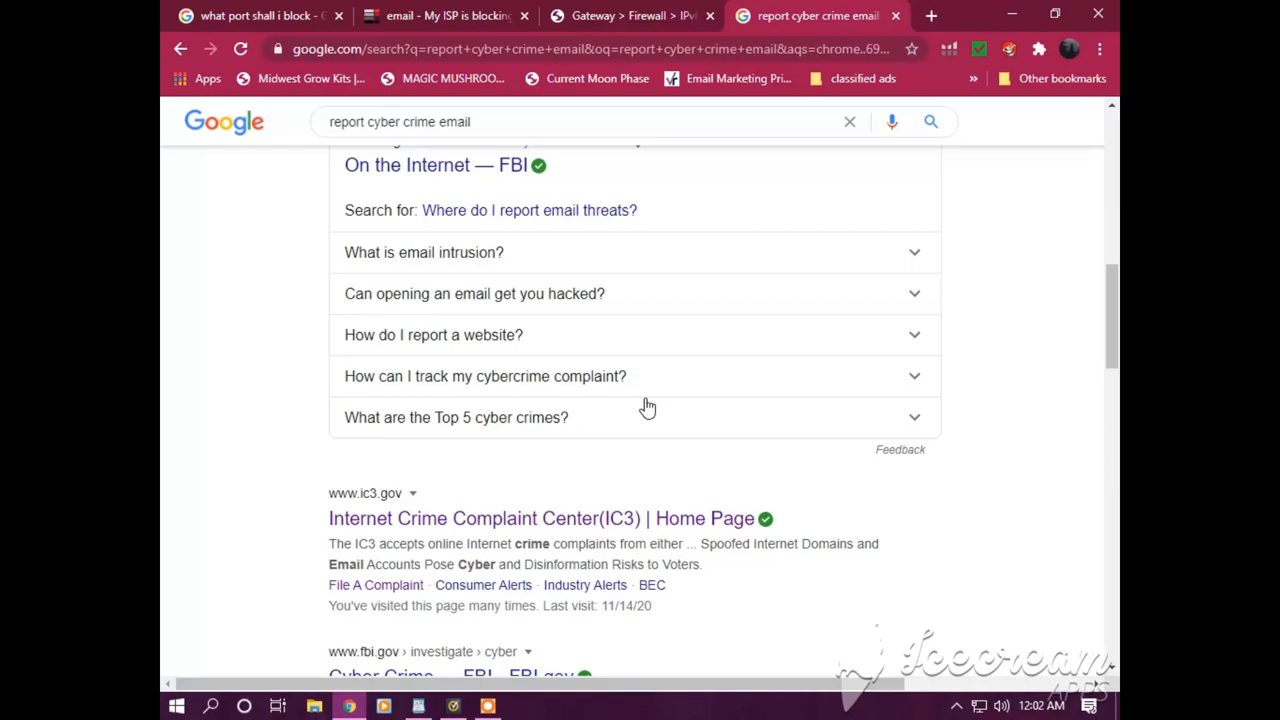 what port shall i block - G
email - My ISP is blocking
Gateway > Firewall > IPv
report cyber crime email
google.com/search?q=report+cyber+crime+email&oq=report+cyber+crime+email&aqs=chrome..69...
Apps
Midwest Grow Kits |...
MAGIC MUSHROO...
Current Moon Phase
Email Marketing Pri...
classified ads
»
Other bookmarks
Google
report cyber crime email
On the Internet — FBI
Search for: Where do I report email threats?
What is email intrusion?
Can opening an email get you hacked?
How do I report a website?
How can I track my cybercrime complaint?
What are the Top 5 cyber crimes?
Feedback
www.ic3.gov
Internet Crime Complaint Center(IC3) | Home Page
The IC3 accepts online Internet crime complaints from either ... Spoofed Internet Domains and
Email Accounts Pose Cyber and Disinformation Risks to Voters.
File A Complaint · Consumer Alerts · Industry Alerts · BEC
You've visited this page many times. Last visit: 11/14/20
www.fbi.gov › investigate › cyber
Cyber Crime — FBI - FBI.gov
Icecream
APPS
12:02 AM